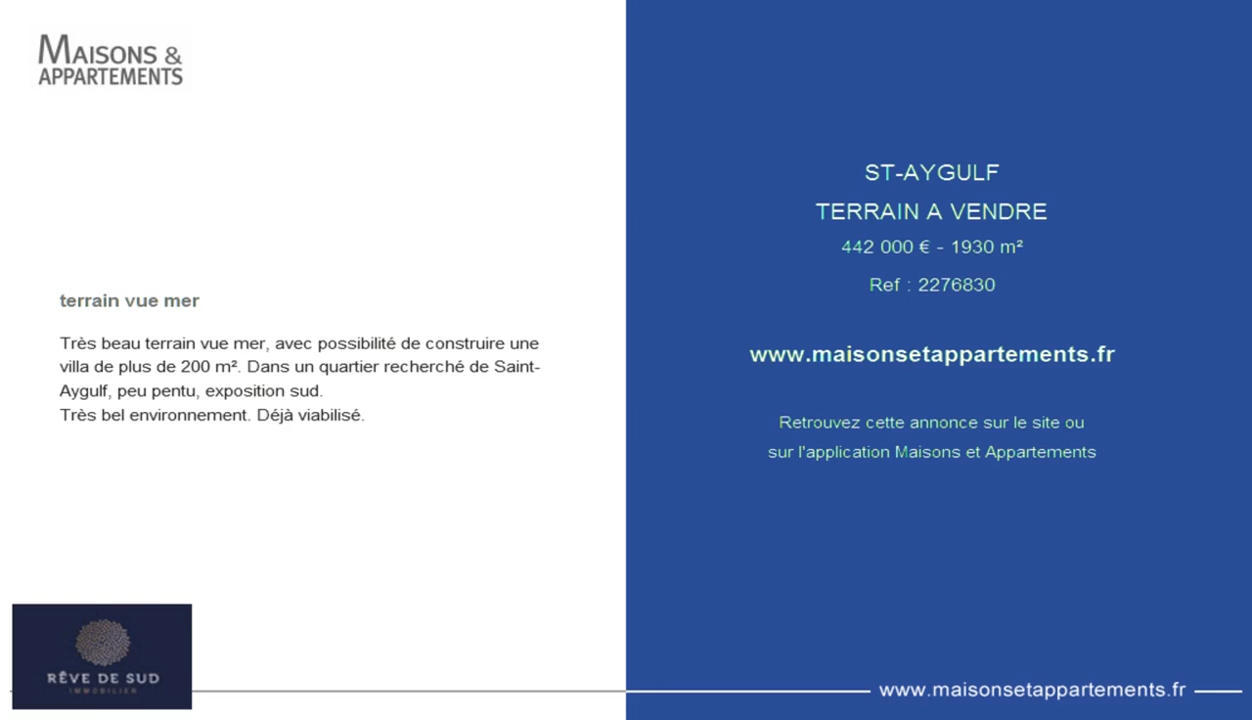 MAISONS &
APPARTEMENTS
terrain vue mer
Très beau terrain vue mer, avec possibilité de construire une
villa de plus de 200 m². Dans un quartier recherché de Saint-
Aygulf, peu pentu, exposition sud.
Très bel environnement. Déjà viabilisé.
RÊVE DE SUD
IMMOBILIER
ST-AYGULF
TERRAIN A VENDRE
442 000 € - 1930 m²
Ref : 2276830
www.maisonsetappartements.fr
Retrouvez cette annonce sur le site ou
sur l'application Maisons et Appartements
www.maisonsetappartements.fr